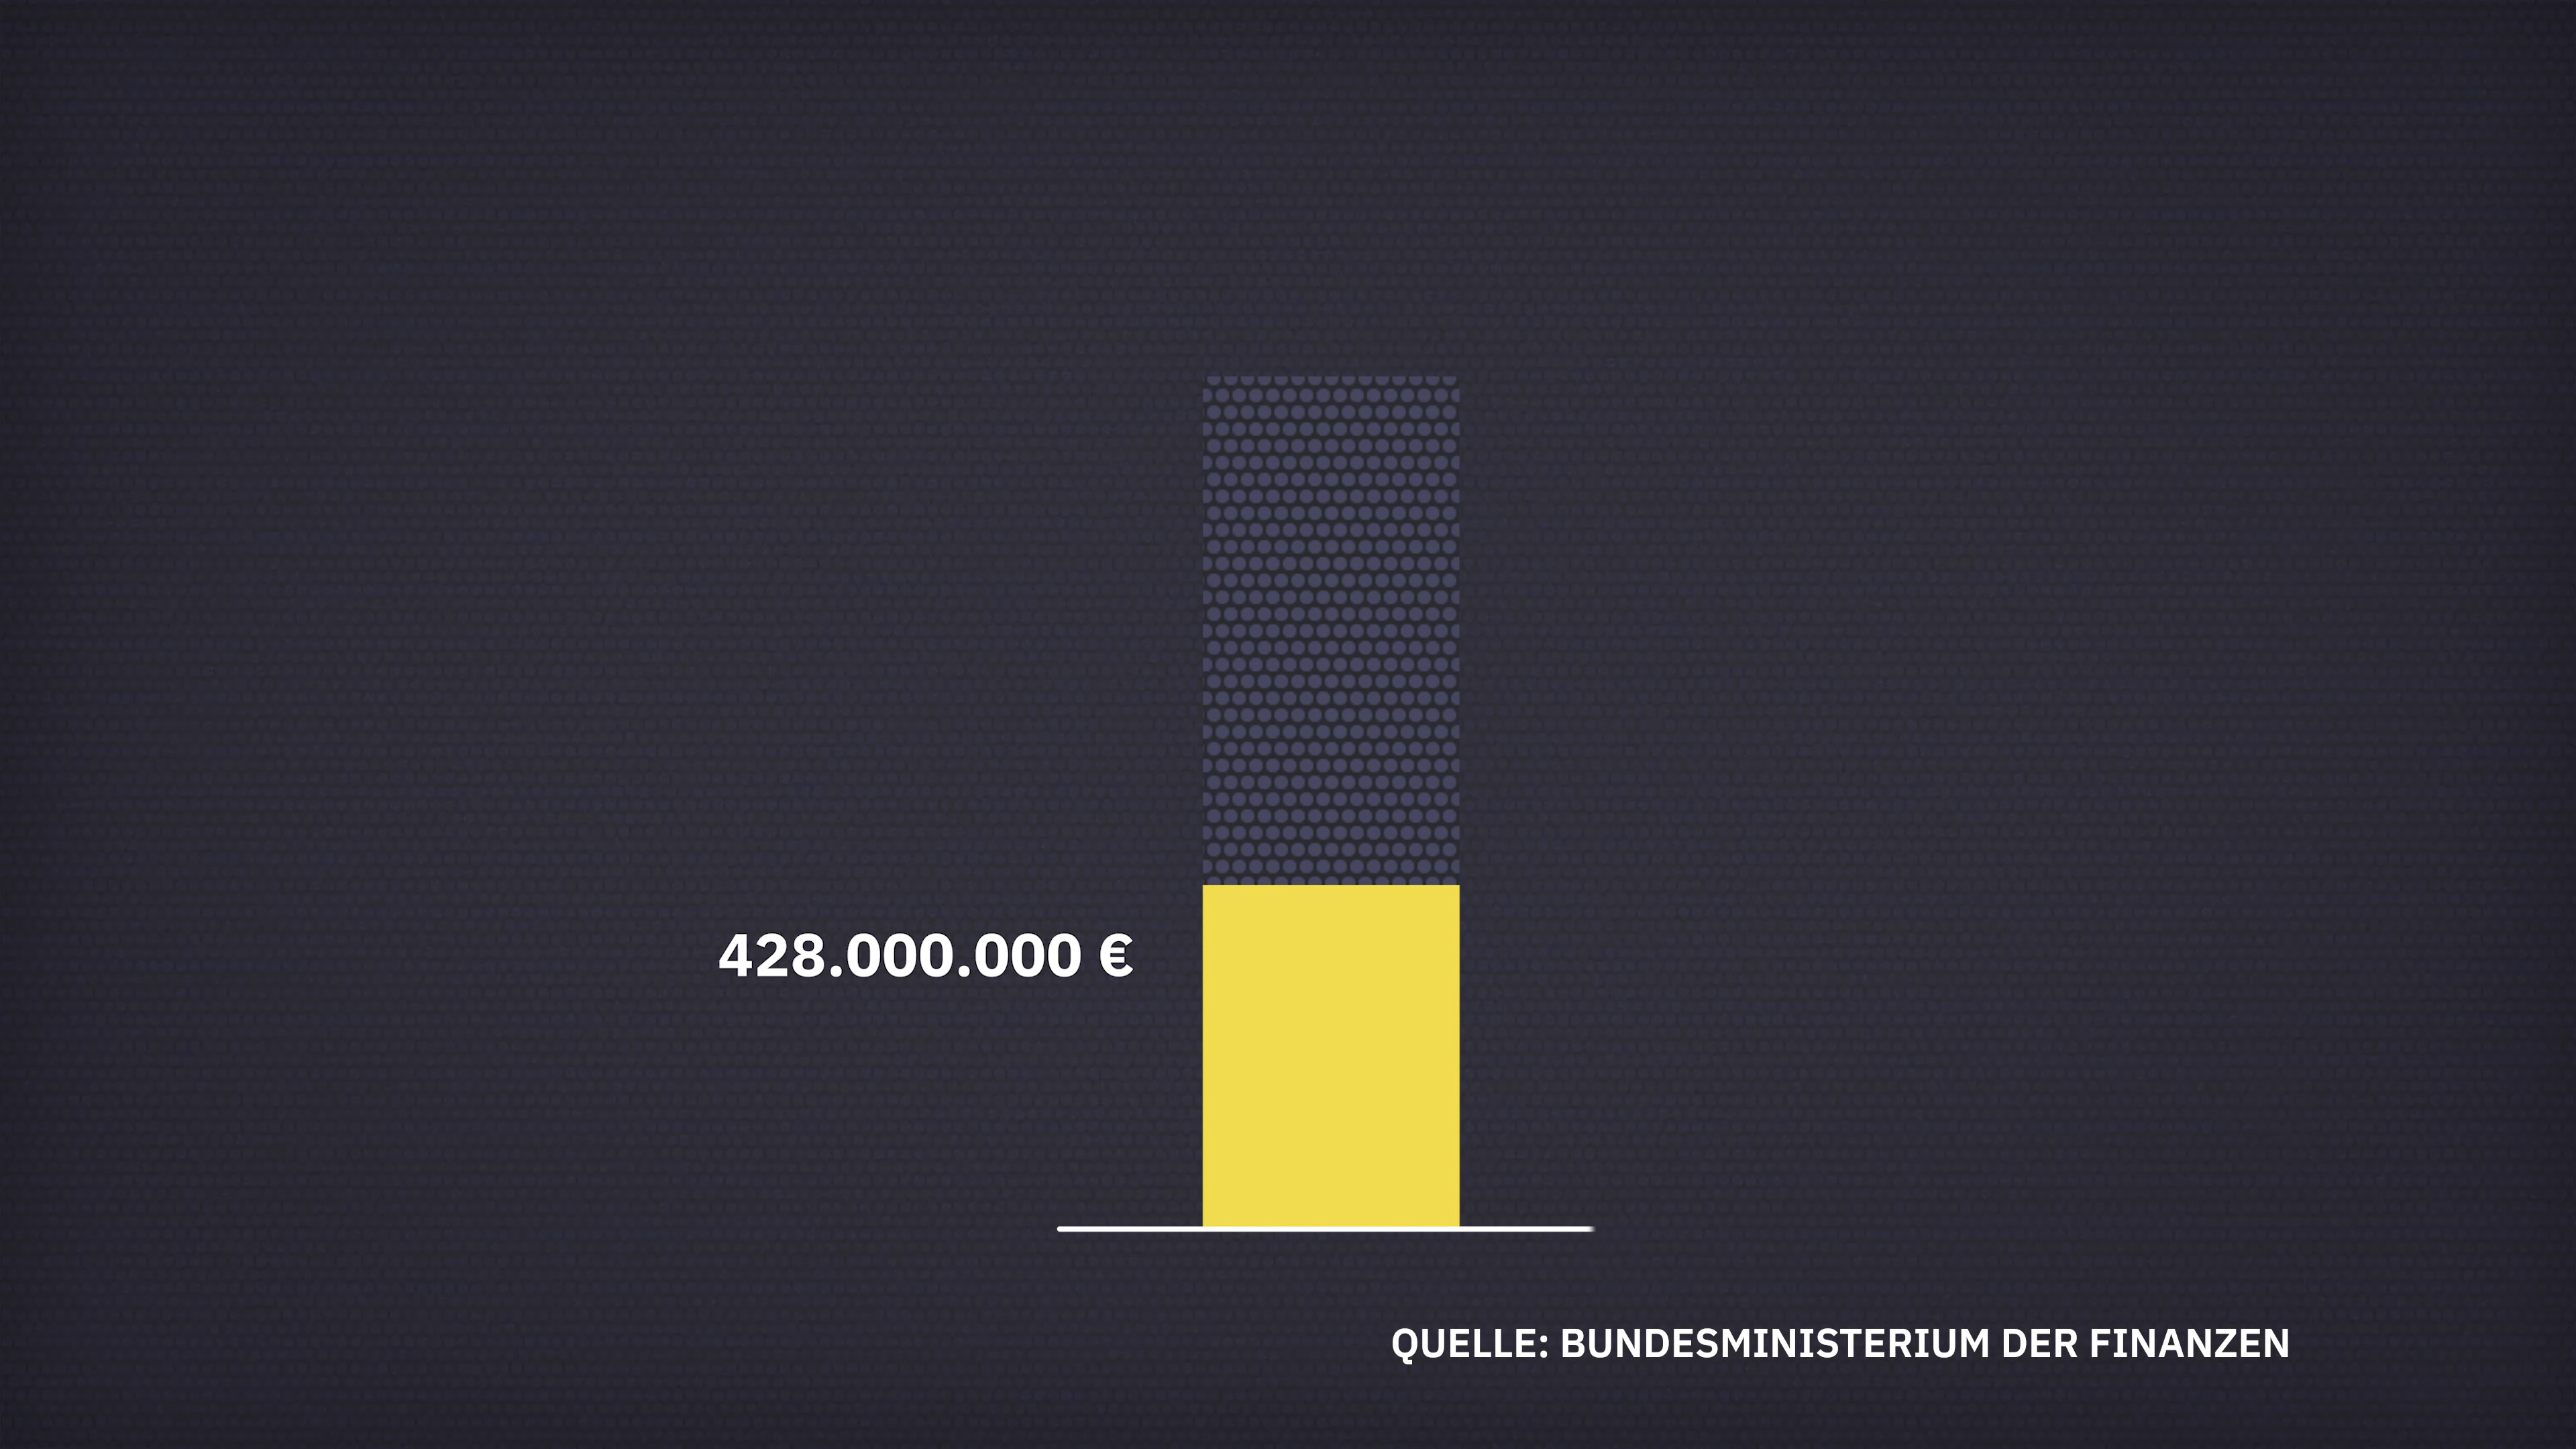 428.000.000 €
QUELLE: BUNDESMINISTERIUM DER FINANZEN